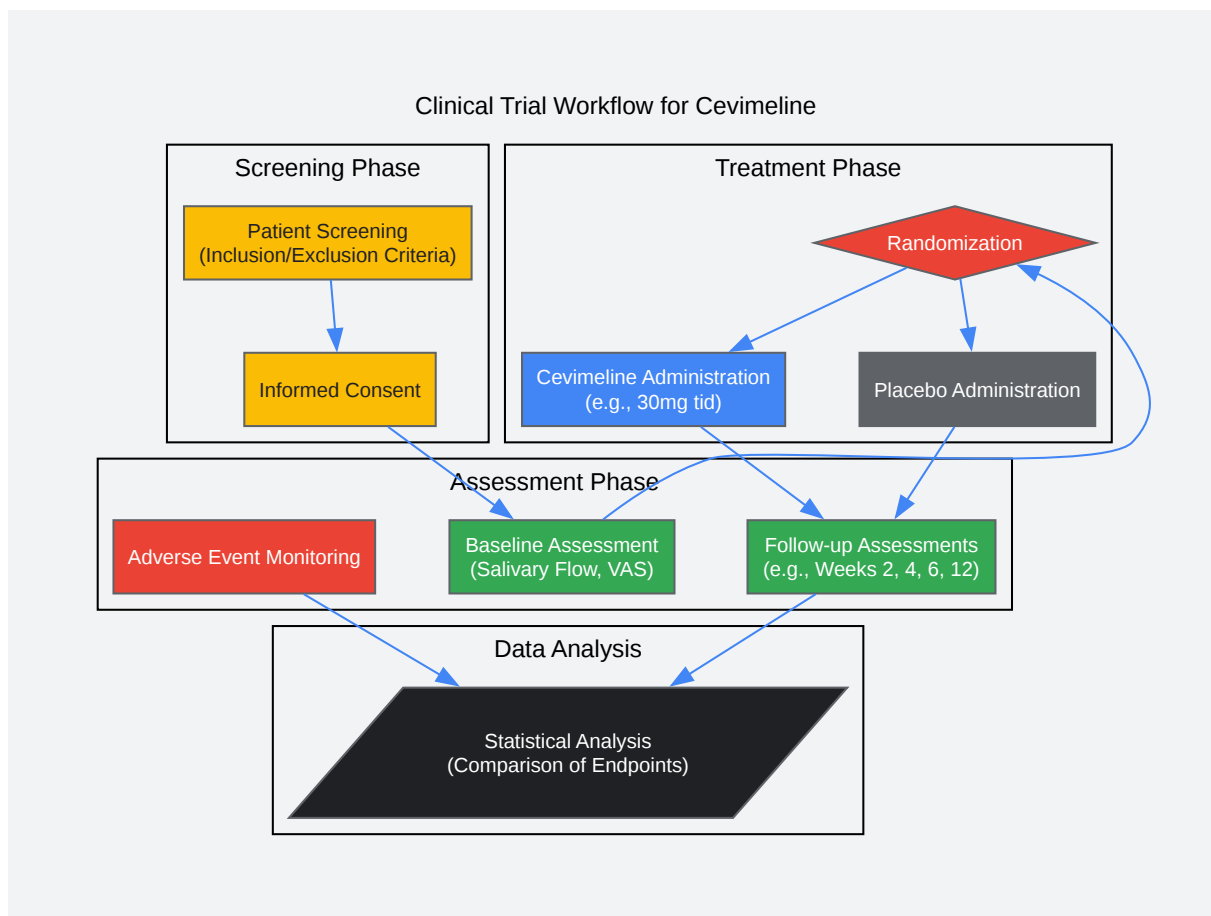 Clinical Trial Workflow for Cevimeline
Screening Phase
Patient Screening
(Inclusion/Exclusion Criteria)
Informed Consent
Treatment Phase
Randomization
Cevimeline Administration
(e.g., 30mg tid)
Placebo Administration
Assessment Phase
Adverse Event Monitoring
Baseline Assessment
(Salivary Flow, VAS)
Follow-up Assessments
(e.g., Weeks 2, 4, 6, 12)
Data Analysis
Statistical Analysis
(Comparison of Endpoints)